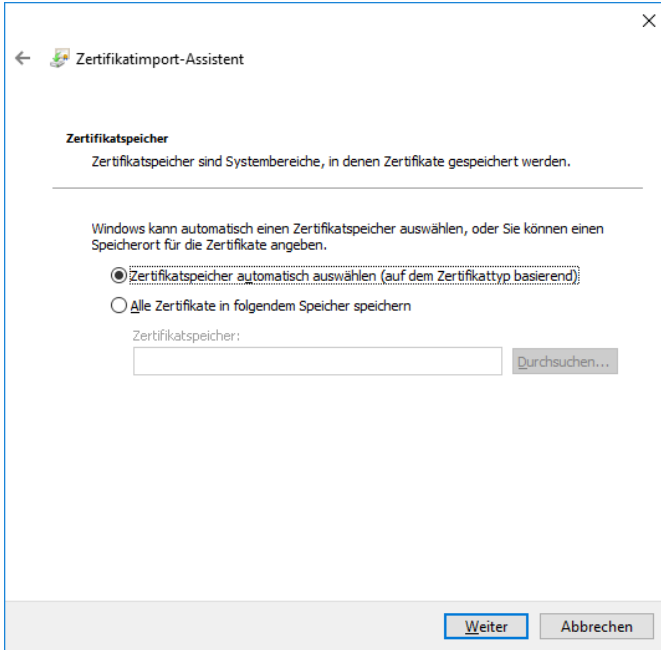 Zertifikatimport-Assistent
Zertifikatspeicher
Zertifikatspeicher sind Systembereiche, in denen Zertifikate gespeichert werden.
Windows kann automatisch einen Zertifikatspeicher auswählen, oder Sie können einen
Speicherort für die Zertifikate angeben.
Zertifikatspeicher automatisch auswählen (auf dem Zertifikattyp basierend)
Alle Zertifikate in folgendem Speicher speichern
Zertifikatspeicher:
Durchsuchen...
Weiter
Abbrechen